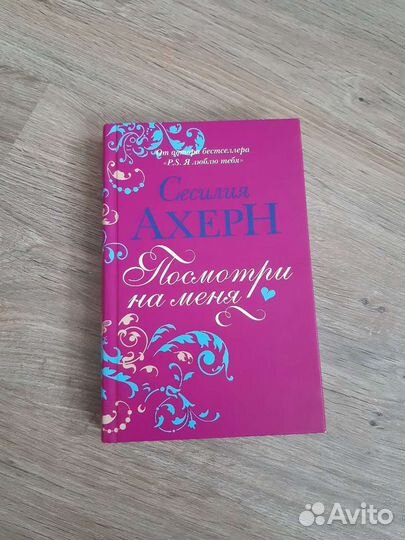 От автора бестселлера
«P.S. Я люблю тебя»
Сесилия
АХЕРН
Посмотри
на меня
Avito